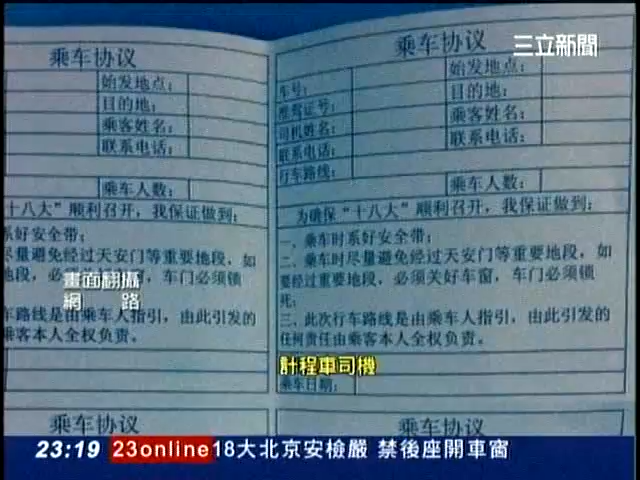 三立新聞
乘车协议
始发地点：
目的地：
乘客姓名：
联系电话：
乘车人数：
十八大”顺利召开，我保证做到：
系好安全带；
尽量避免经过天安门等重要地段，如
地段，必
车门必须锁
车路线是由乘车人指引，由此引发的
乘客本人全权负责。
乘车协议
乘车协议
车号：
准驾证号：
司机姓名：
联系电话：
行车路线：
始发地点：
目的地：
乘客姓名：
联系电话：
乘车人数：
为确保“十八大”顺利召开，我保证做到：
一、乘车时系好安全带；
二、乘车时尽量避免经过天安门等重要地段，如
要经过重要地段，必须关好车窗，车门必须锁
死；
三、此次行车路线是由乘车人指引，由此引发的
任何责任由乘客本人全权负责。
乘车日期：
乘车协议
畫面翻攝
網路
計程車司機
23:19 23online 18大北京安檢嚴 禁後座開車窗